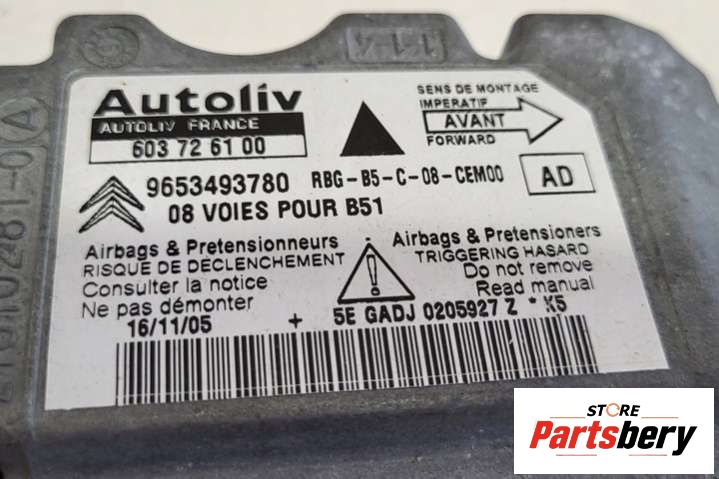 114
Autoliv
AUTOLIV FRANCE
603 72 61 00
SENS DE MONTAGE
IMPERATIF
AVANT
FORWARD
9653493780 RBG-B5-C-08-CEM00
AD
08 VOIES POUR B51
Airbags & Pretensionneurs
RISQUE DE DÉCLENCHEMENT
Consulter la notice
Ne pas démonter
Airbags & Pretensioners
TRIGGERING HASARD
Do not remove
Read manual
16/11/05 + 5E GADJ 0205927 Z * K5
A
STORE
Partsbery